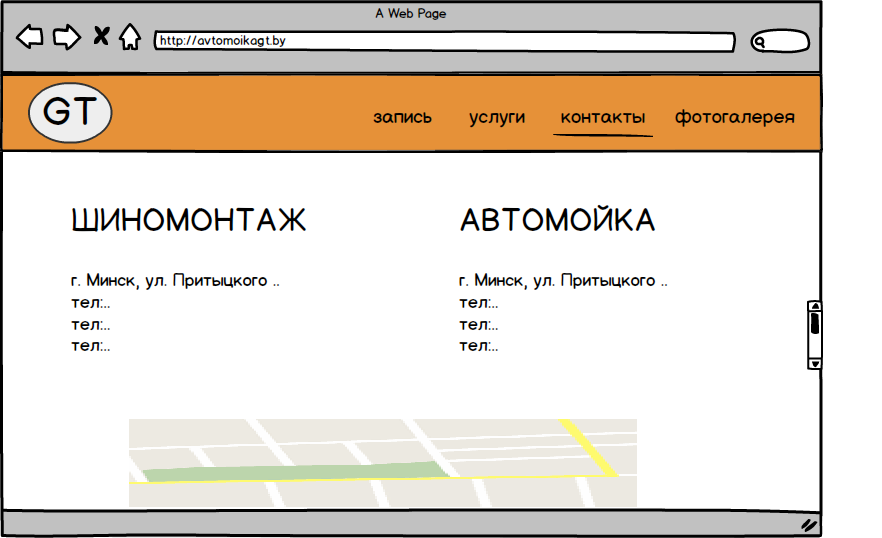 A Web Page
http://avtomoikagt.by
GT
запись услуги контакты фотогалерея
ШИНОМОНТАЖ
г. Минск, ул. Притыцкого ..
тел:..
тел:..
тел:..
АВТОМОЙКА
г. Минск, ул. Притыцкого ..
тел:..
тел:..
тел:..